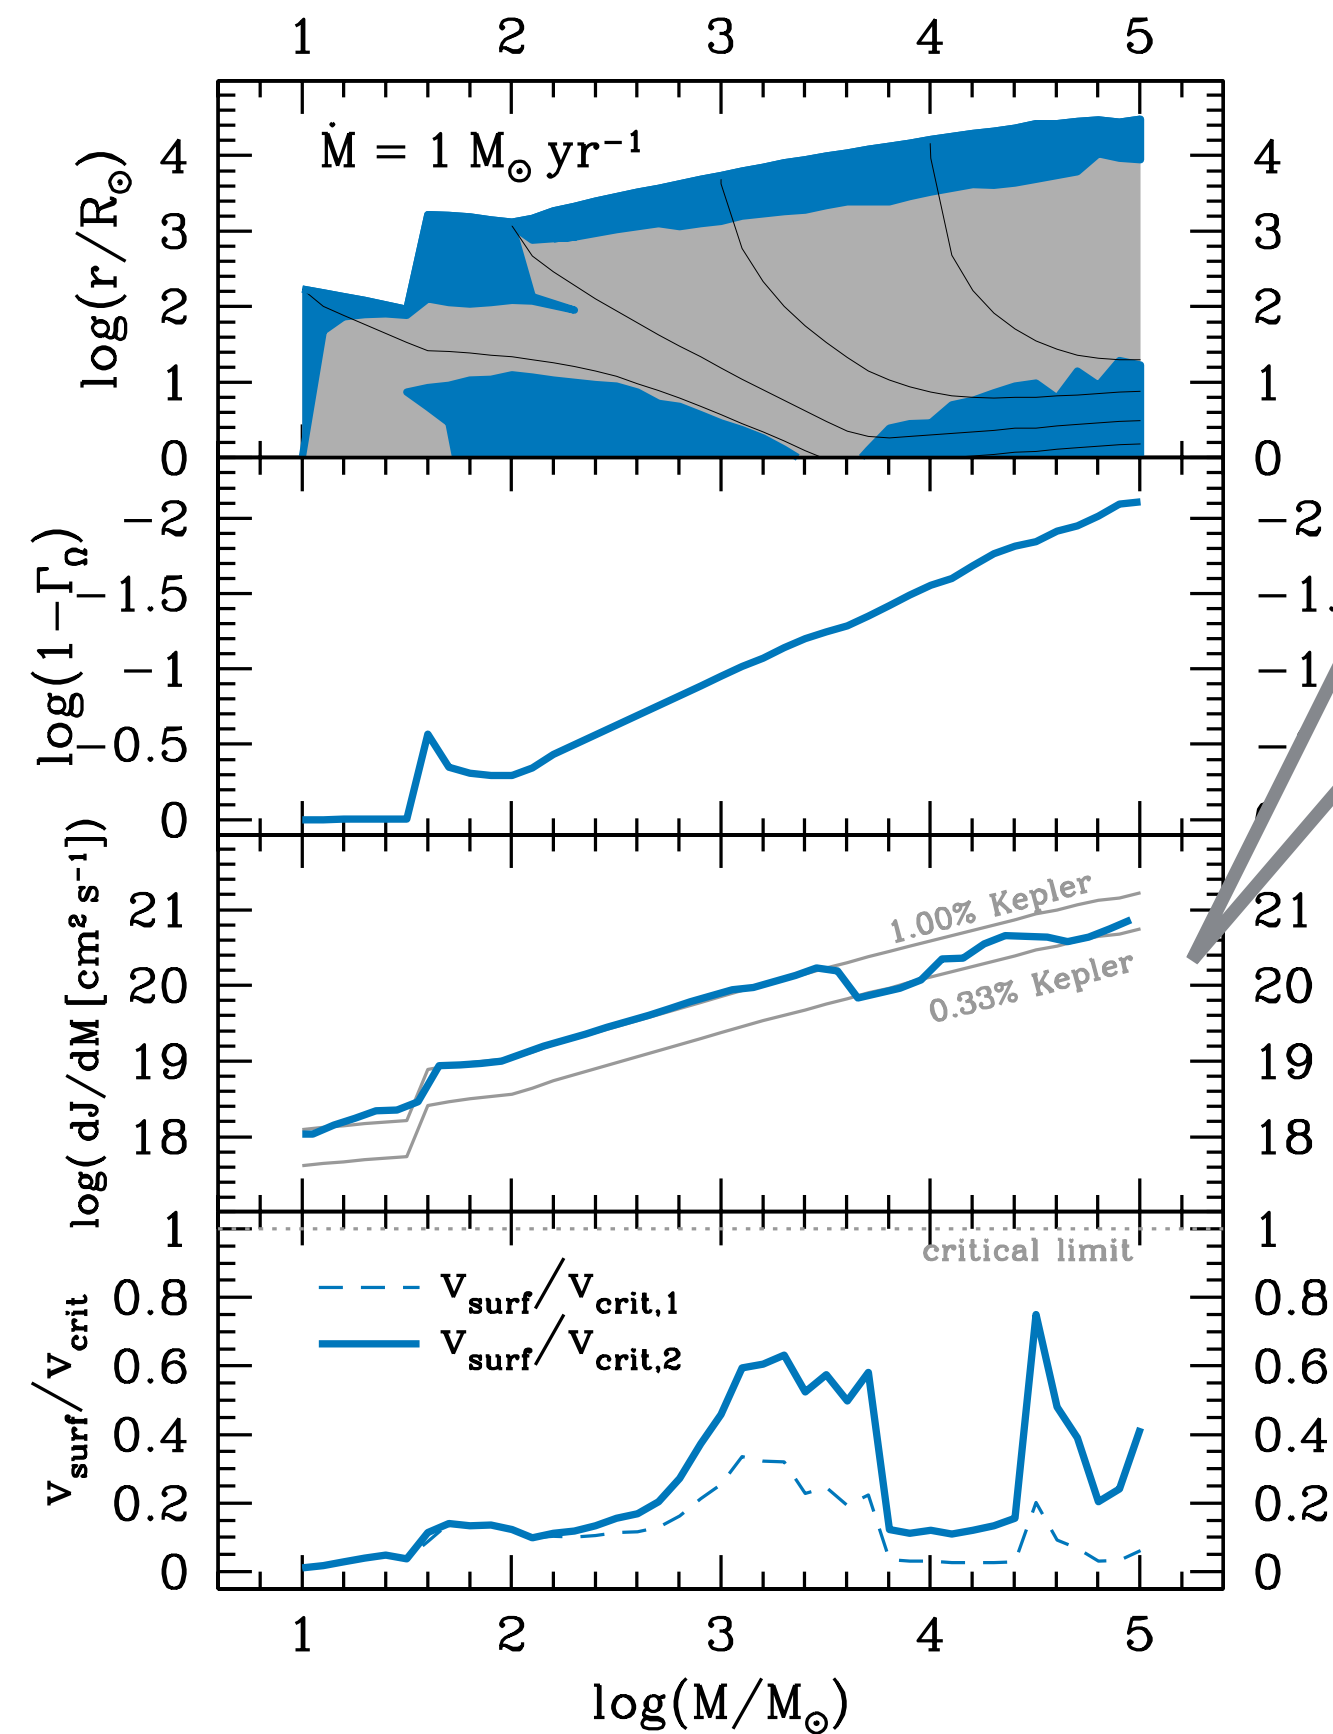 1 2 3 4 5
Ṁ = 1 M⊙ yr⁻¹
log(r/R⊙)
4 4
3 3
2 2
1 1
0 0
log(1−Γ_Ω)
−2 −2
−1.5 −1.
−1 −1
−0.5 −
0
log( dJ/dM [cm² s⁻¹])
21 21
20 20
19 19
18 18
1.00% Kepler
0.33% Kepler
v_surf/v_crit
1 1
critical limit
0.8 0.8
0.6 0.6
0.4 0.4
0.2 0.2
0 0
v_surf/v_crit,1
v_surf/v_crit,2
1 2 3 4 5
log(M/M⊙)